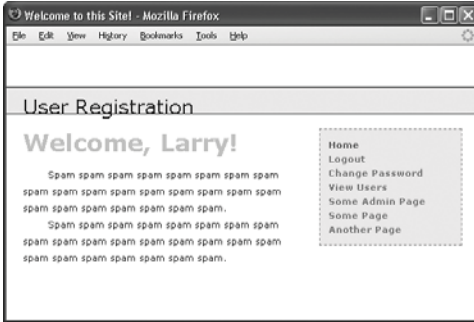 Welcome to this Site! - Mozilla Firefox
File Edit View History Bookmarks Tools Help
User Registration
Welcome, Larry!
Spam spam spam spam spam spam spam spam
spam spam spam spam spam spam spam spam spam
spam spam spam spam spam spam spam.
Spam spam spam spam spam spam spam spam
spam spam spam spam spam spam spam spam spam
spam spam spam spam spam spam spam.
Home
Logout
Change Password
View Users
Some Admin Page
Some Page
Another Page